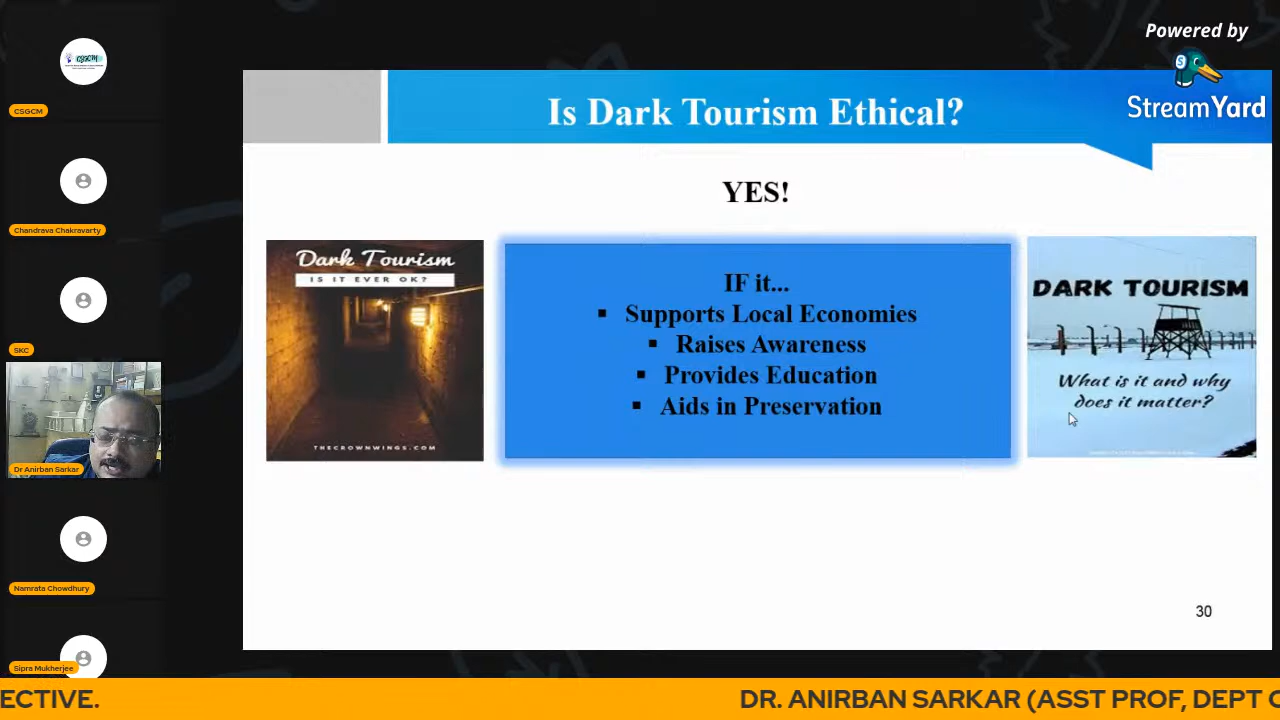 CSGCM
Chandrava Chakravarty
SKC
Dr Anirban Sarkar
Namrata Chowdhury
Sipra Mukherjee
Powered by
StreamYard
Is Dark Tourism Ethical?
YES!
Dark Tourism
IS IT EVER OK?
THECROWNWINGS.COM
IF it...
▪ Supports Local Economies
▪ Raises Awareness
▪ Provides Education
▪ Aids in Preservation
DARK TOURISM
What is it and why
does it matter?
30
ECTIVE. DR. ANIRBAN SARKAR (ASST PROF, DEPT